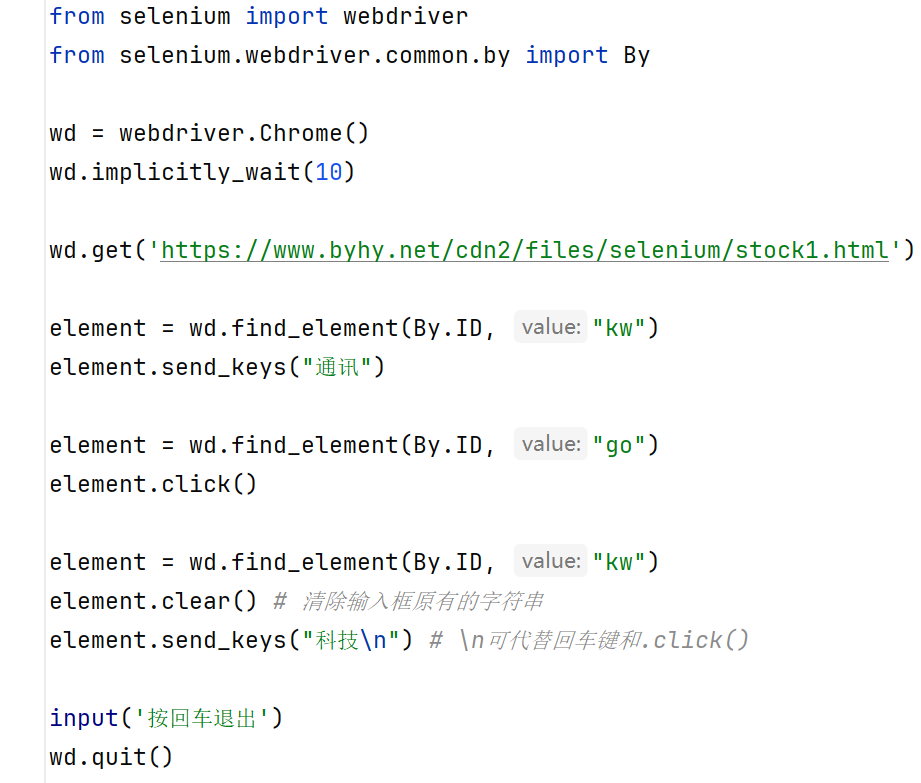 from selenium import webdriver
from selenium.webdriver.common.by import By
wd = webdriver.Chrome()
wd.implicitly_wait(10)
wd.get('https://www.byhy.net/cdn2/files/selenium/stock1.html')
element = wd.find_element(By.ID, value: "kw")
element.send_keys("通讯")
element = wd.find_element(By.ID, value: "go")
element.click()
element = wd.find_element(By.ID, value: "kw")
element.clear() # 清除输入框原有的字符串
element.send_keys("科技\n") # \n可代替回车键和.click()
input('按回车退出')
wd.quit()